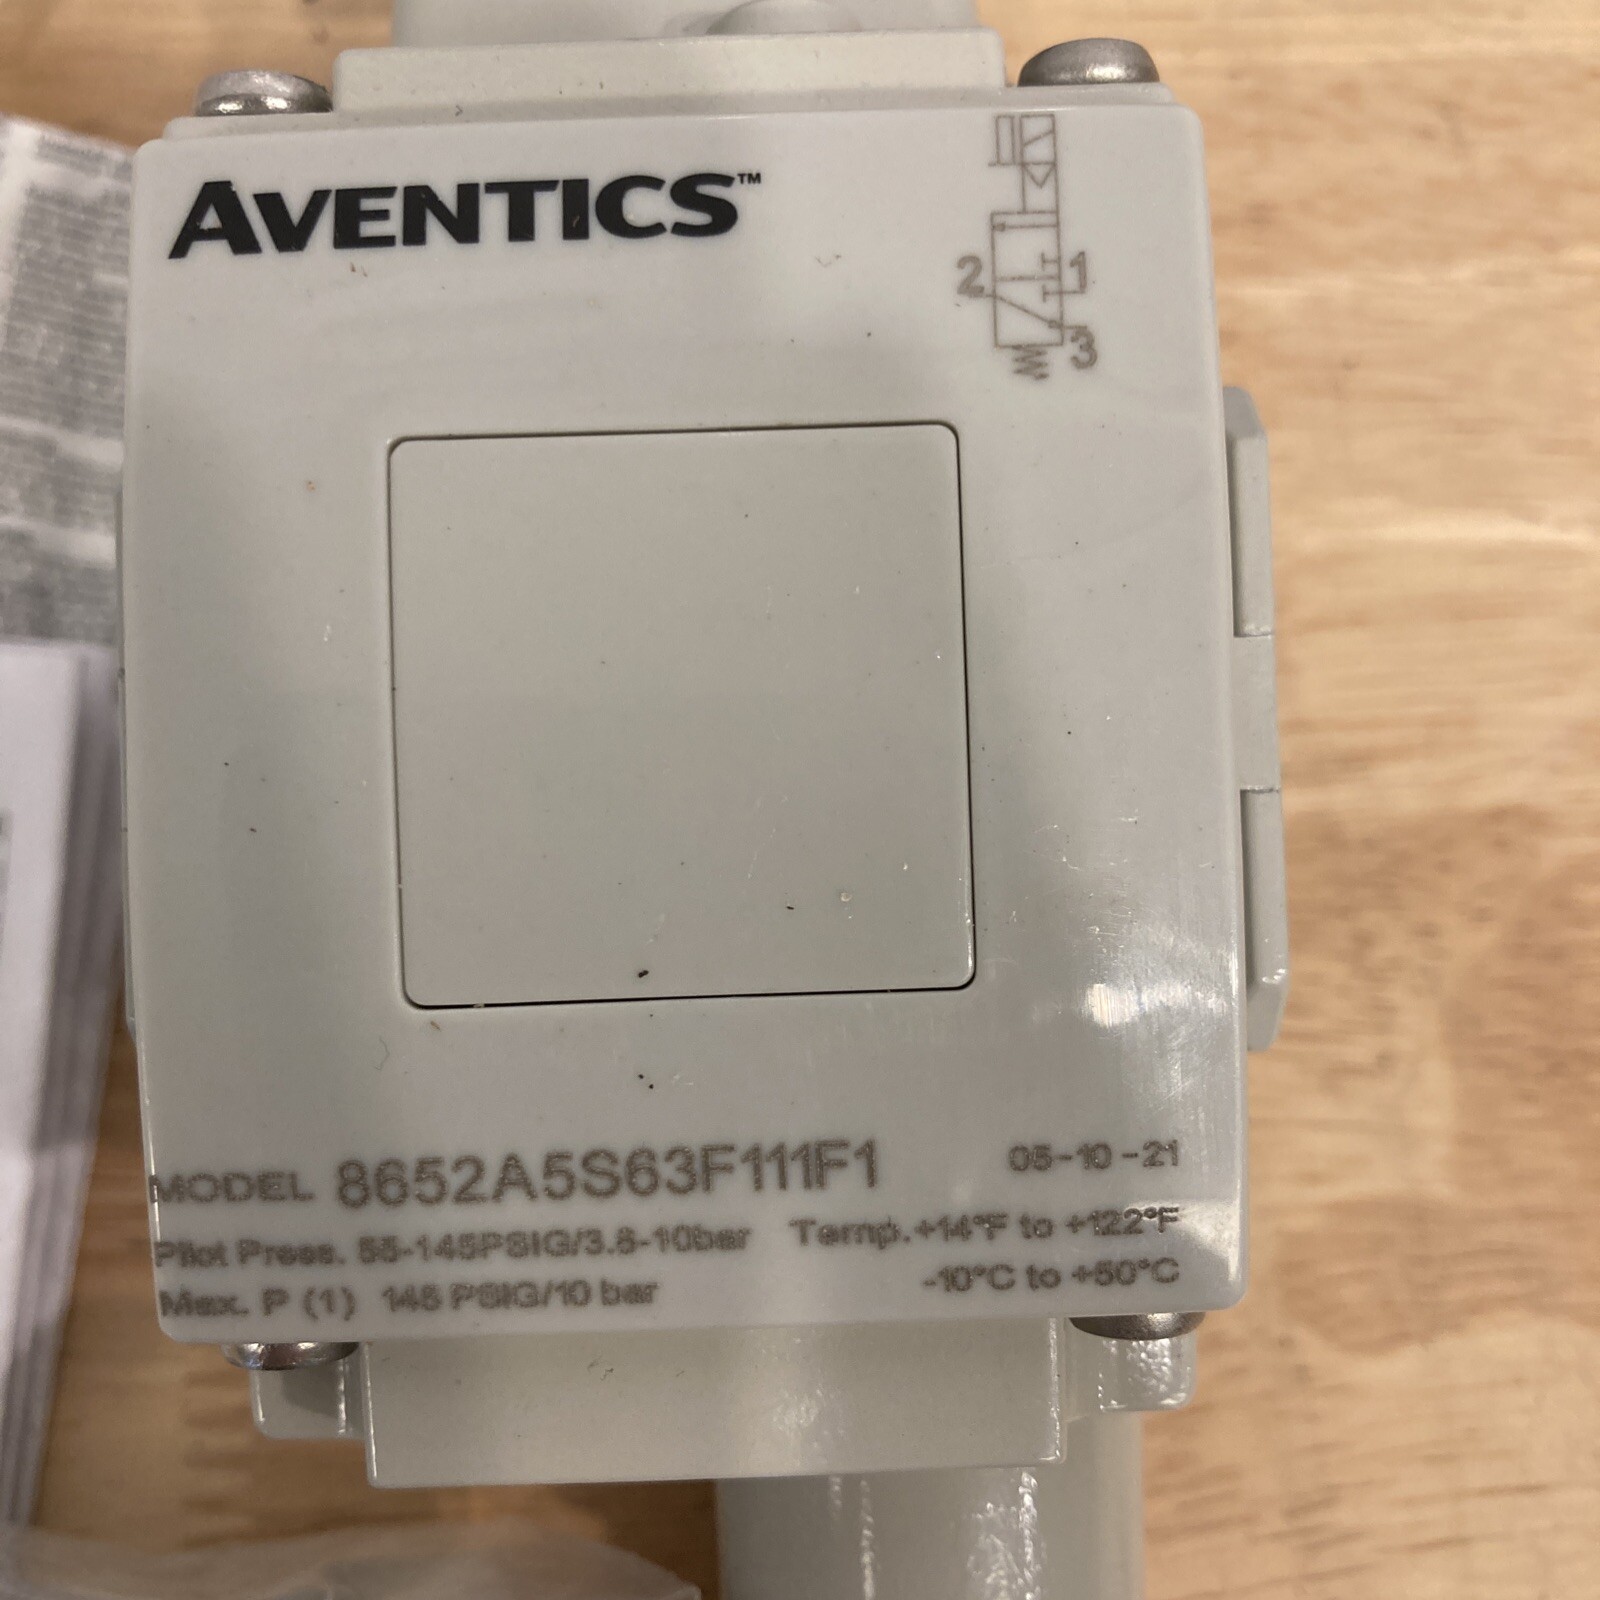 AVENTICS™
2 1
3
MODEL 8652A5S63F111F1 05-10-21
Pilot Press. 55-145PSIG/3.8-10bar Temp.+14°F to +122°F
Max. P (1) 145 PSIG/10 bar -10°C to +50°C